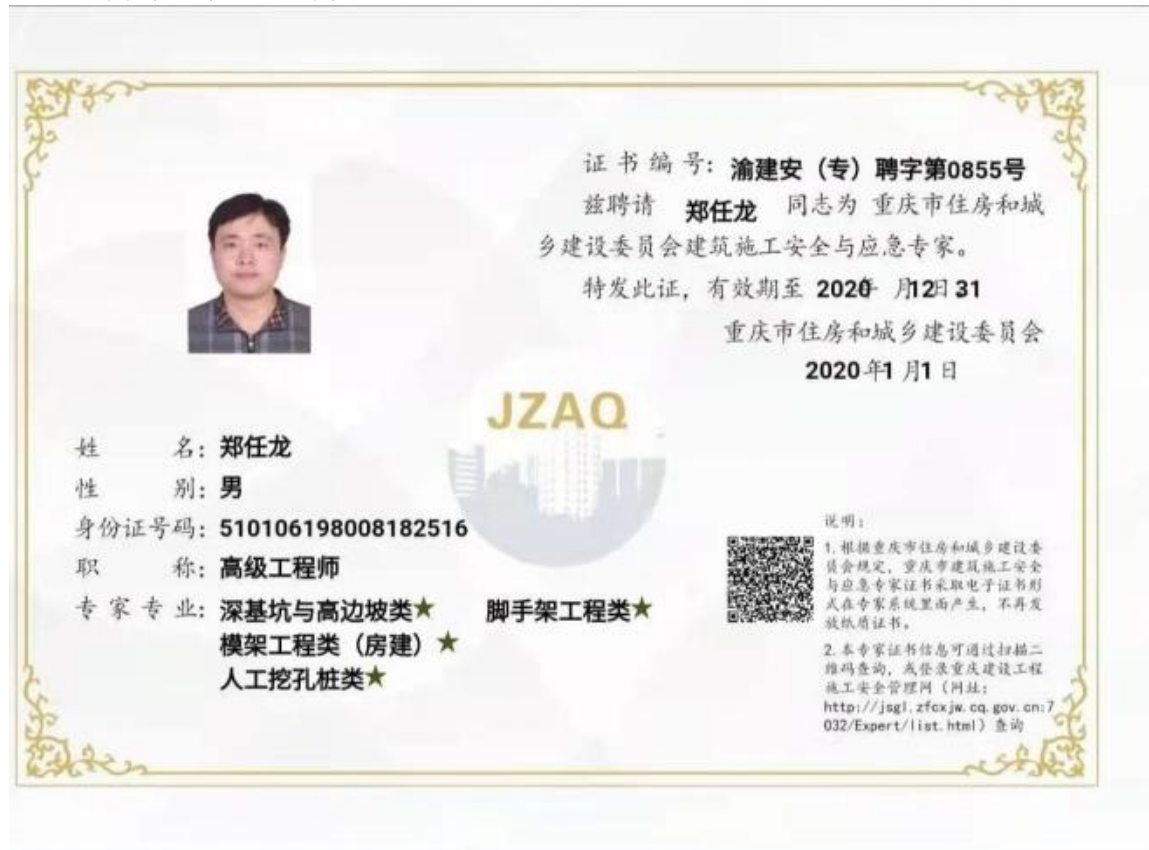 证书编号：渝建安（专）聘字第0855号
兹聘请 郑任龙 同志为 重庆市住房和城
乡建设委员会建筑施工安全与应急专家。
特发此证，有效期至 2020年 月12日31
重庆市住房和城乡建设委员会
2020年1月1日
JZAQ
姓 名：郑任龙
性 别：男
身份证号码：510106198008182516
职 称：高级工程师
专家专业：深基坑与高边坡类★ 脚手架工程类★
模架工程类（房建）★
人工挖孔桩类★
说明：
1.根据重庆市住房和城乡建设委
员会规定，重庆市建筑施工安全
与应急专家证书采取电子证书形
式在专家系统里面产生，不再发
放纸质证书。
2.本专家证书信息可通过扫描二
维码查询，或登录重庆建设工程
施工安全管理网（网址：
http://jsgl.zfcxjw.cq.gov.cn:7
032/Expert/list.html）查询